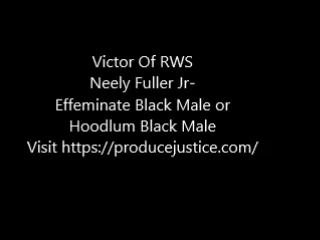 Victor Of RWS
Neely Fuller Jr-
Effeminate Black Male or
Hoodlum Black Male
Visit https://producejustice.com/